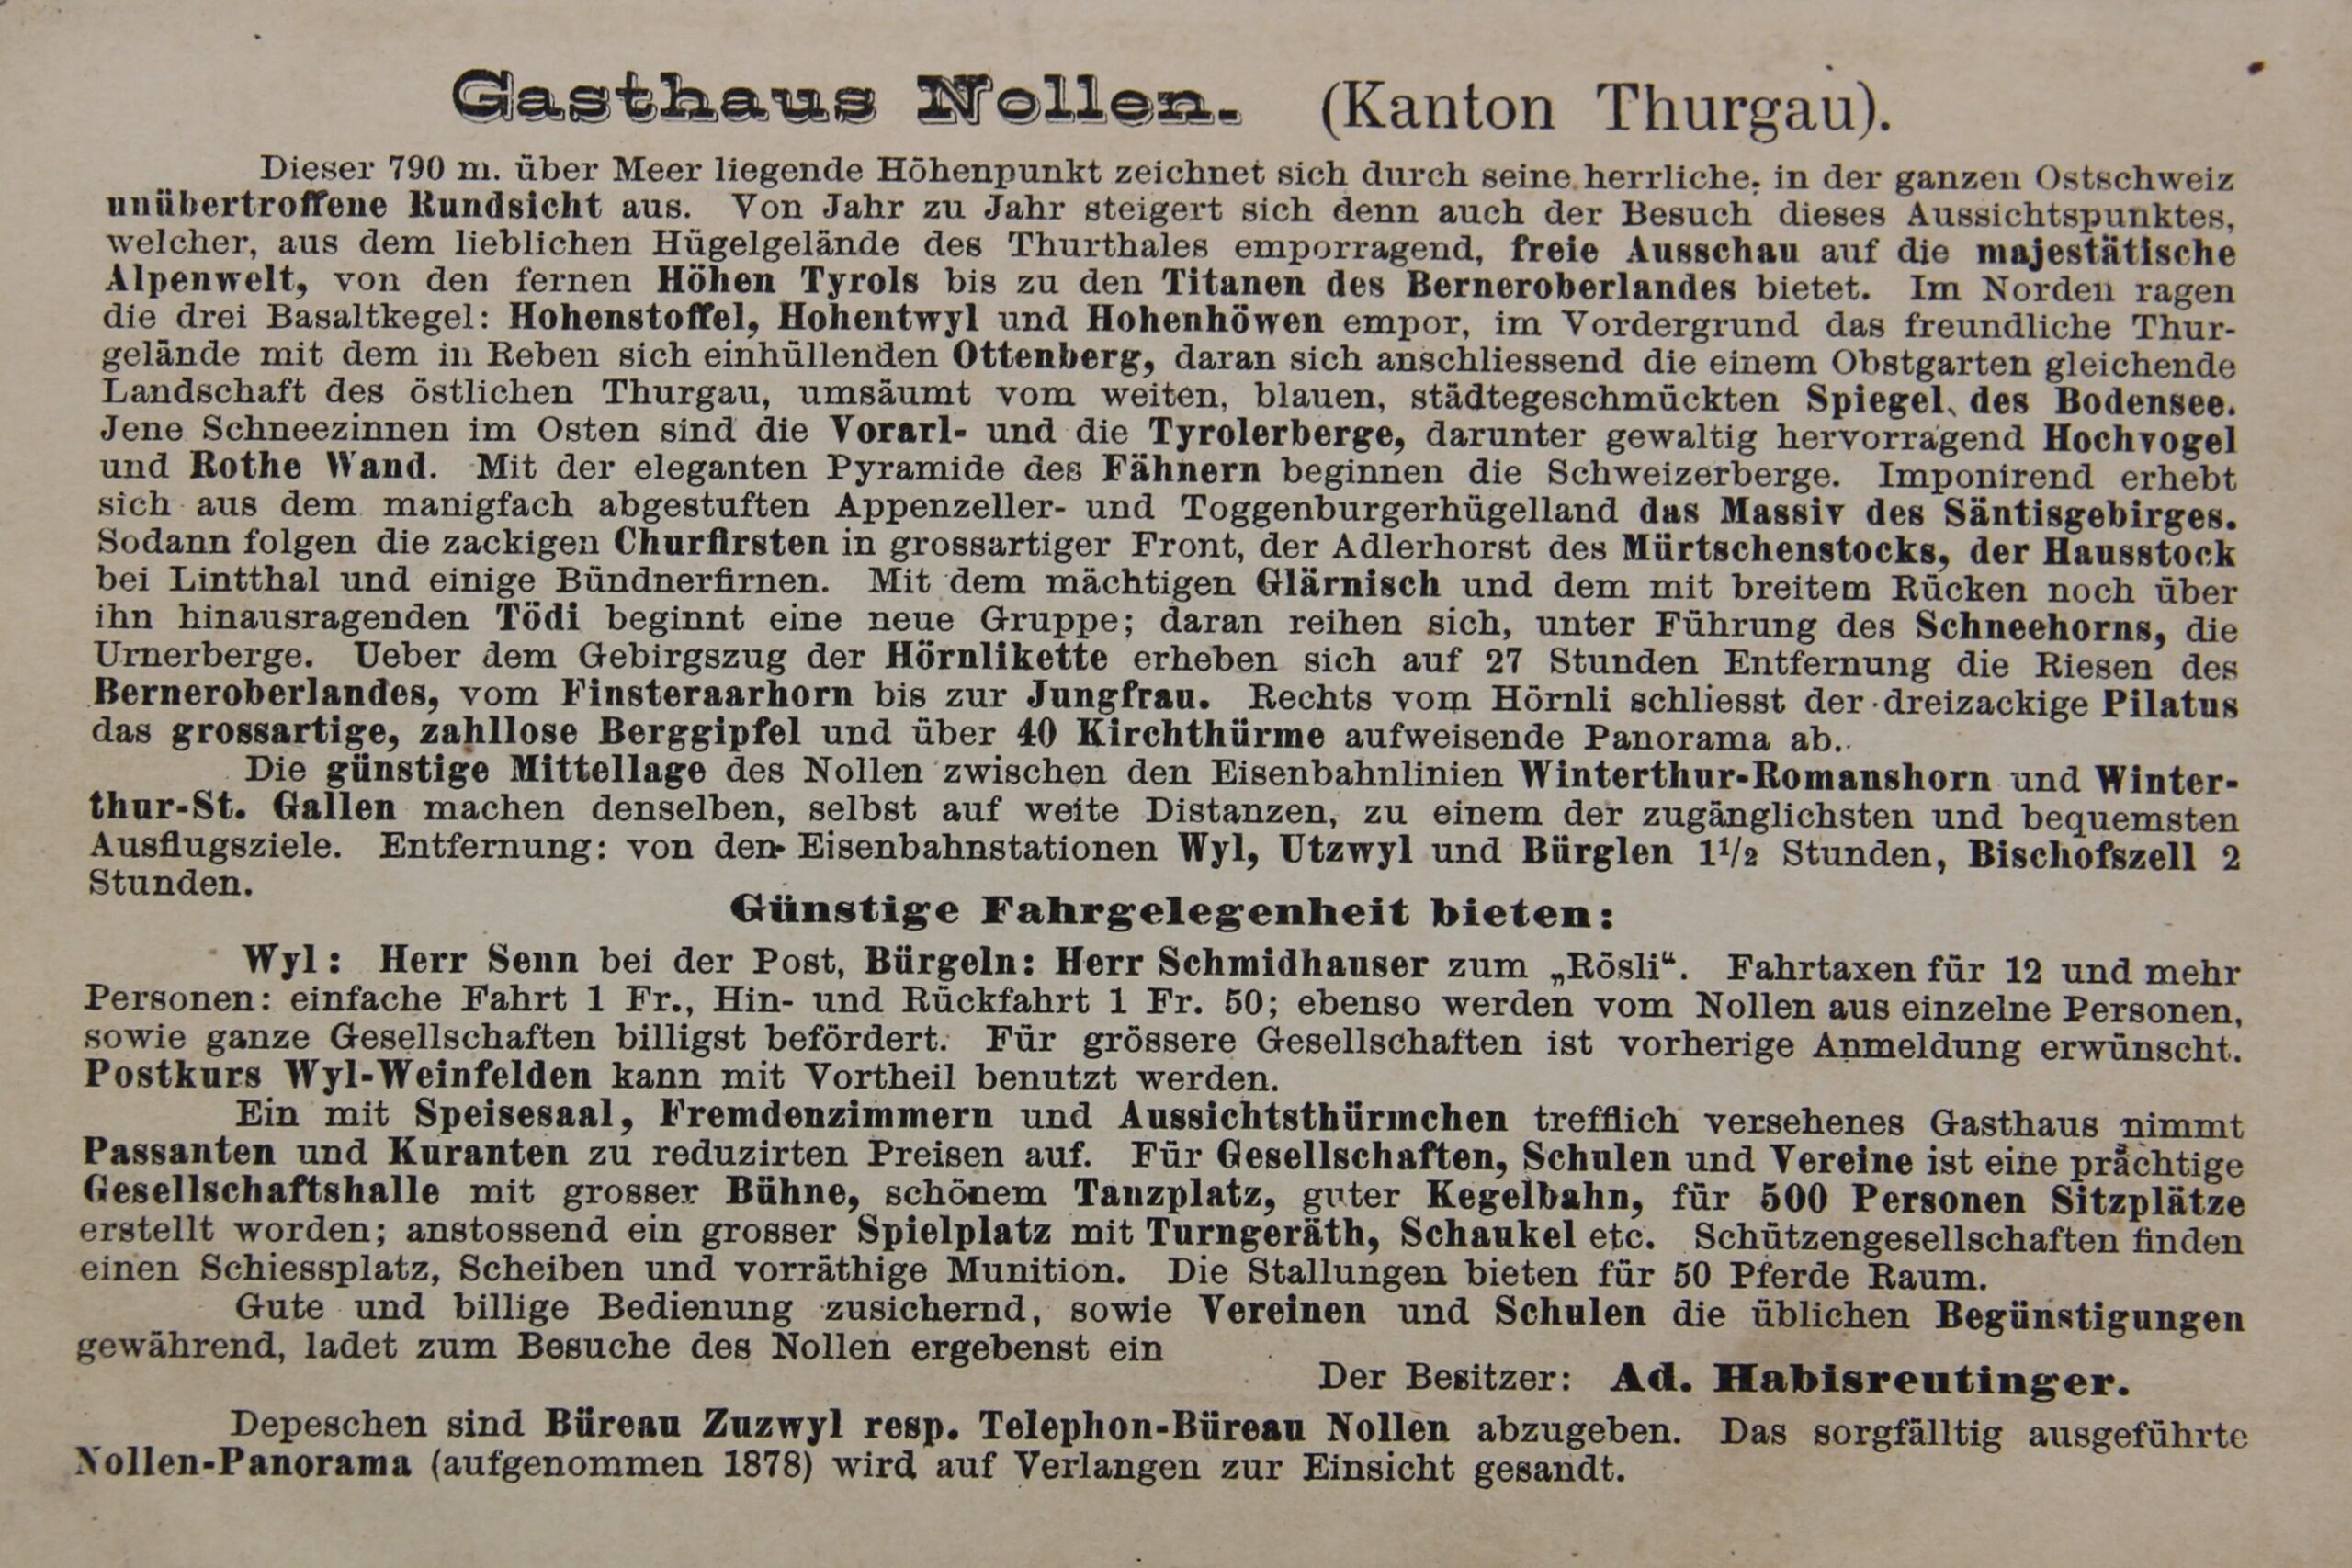 Gasthaus Nollen. (Kanton Thurgau).
Dieser 790 m. über Meer liegende Höhenpunkt zeichnet sich durch seine herrliche, in der ganzen Ostschweiz
unübertroffene Rundsicht aus. Von Jahr zu Jahr steigert sich denn auch der Besuch dieses Aussichtspunktes,
welcher, aus dem lieblichen Hügelgelände des Thurthales emporragend, freie Ausschau auf die majestätische
Alpenwelt, von den fernen Höhen Tyrols bis zu den Titanen des Berneroberlandes bietet. Im Norden ragen
die drei Basaltkegel: Hohenstoffel, Hohentwyl und Hohenhöwen empor, im Vordergrund das freundliche Thur-
gelände mit dem in Reben sich einhüllenden Ottenberg, daran sich anschliessend die einem Obstgarten gleichende
Landschaft des östlichen Thurgau, umsäumt vom weiten, blauen, städtegeschmückten Spiegel des Bodensee.
Jene Schneezinnen im Osten sind die Vorarl- und die Tyrolerberge, darunter gewaltig hervorragend Hochvogel
und Rothe Wand. Mit der eleganten Pyramide des Fähnern beginnen die Schweizerberge. Imponirend erhebt
sich aus dem manigfach abgestuften Appenzeller- und Toggenburgerhügelland das Massiv des Säntisgebirges.
Sodann folgen die zackigen Churfirsten in grossartiger Front, der Adlerhorst des Mürtschenstocks, der Hausstock
bei Lintthal und einige Bündnerfirnen. Mit dem mächtigen Glärnisch und dem mit breitem Rücken noch über
ihn hinausragenden Tödi beginnt eine neue Gruppe; daran reihen sich, unter Führung des Schneehorns, die
Urnerberge. Ueber dem Gebirgszug der Hörnlikette erheben sich auf 27 Stunden Entfernung die Riesen des
Berneroberlandes, vom Finsteraarhorn bis zur Jungfrau. Rechts vom Hörnli schliesst der dreizackige Pilatus
das grossartige, zahllose Berggipfel und über 40 Kirchthürme aufweisende Panorama ab.
Die günstige Mittellage des Nollen zwischen den Eisenbahnlinien Winterthur-Romanshorn und Winter-
thur-St. Gallen machen denselben, selbst auf weite Distanzen, zu einem der zugänglichsten und bequemsten
Ausflugsziele. Entfernung: von den Eisenbahnstationen Wyl, Utzwyl und Bürglen 1½ Stunden, Bischofszell 2
Stunden.
Günstige Fahrgelegenheit bieten:
Wyl: Herr Senn bei der Post, Bürgeln: Herr Schmidhauser zum „Rösli“. Fahrtaxen für 12 und mehr
Personen: einfache Fahrt 1 Fr., Hin- und Rückfahrt 1 Fr. 50; ebenso werden vom Nollen aus einzelne Personen,
sowie ganze Gesellschaften billigst befördert. Für grössere Gesellschaften ist vorherige Anmeldung erwünscht.
Postkurs Wyl-Weinfelden kann mit Vortheil benutzt werden.
Ein mit Speisesaal, Fremdenzimmern und Aussichtsthürmchen trefflich versehenes Gasthaus nimmt
Passanten und Kuranten zu reduzirten Preisen auf. Für Gesellschaften, Schulen und Vereine ist eine prächtige
Gesellschaftshalle mit grosser Bühne, schönem Tanzplatz, guter Kegelbahn, für 500 Personen Sitzplätze
erstellt worden; anstossend ein grosser Spielplatz mit Turngeräth, Schaukel etc. Schützengesellschaften finden
einen Schiessplatz, Scheiben und vorräthige Munition. Die Stallungen bieten für 50 Pferde Raum.
Gute und billige Bedienung zusichernd, sowie Vereinen und Schulen die üblichen Begünstigungen
gewährend, ladet zum Besuche des Nollen ergebenst ein
Der Besitzer: Ad. Habisreutinger.
Depeschen sind Büreau Zuzwyl resp. Telephon-Büreau Nollen abzugeben. Das sorgfälltig ausgeführte
Nollen-Panorama (aufgenommen 1878) wird auf Verlangen zur Einsicht gesandt.